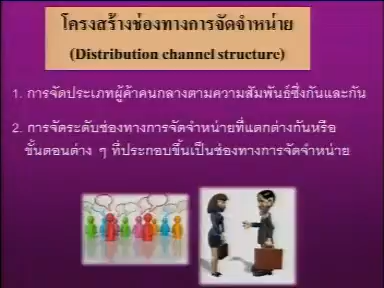 โครงสร้างช่องทางการจัดจำหน่าย
(Distribution channel structure)
1. การจัดประเภทผู้ค้าคนกลางตามความสัมพันธ์ซึ่งกันและกัน
2. การจัดระดับช่องทางการจัดจำหน่ายที่แตกต่างกันหรือ
ขั้นตอนต่าง ๆ ที่ประกอบขึ้นเป็นช่องทางการจัดจำหน่าย